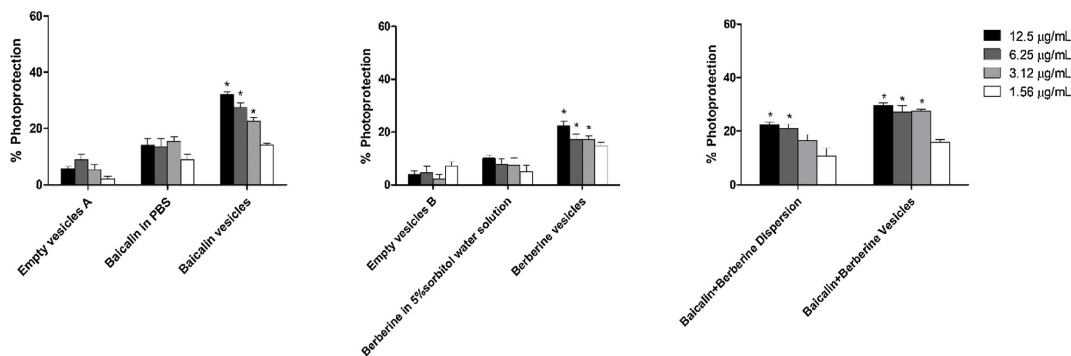 % Photoprotection
60
40
20
0
* * *
Empty vesicles A
Baicalin in PBS
Baicalin vesicles
% Photoprotection
60
40
20
0
* * *
Empty vesicles B
Berberine in 5%sorbitol water solution
Berberine vesicles
% Photoprotection
60
40
20
0
* *
* * *
Baicalin+Berberine Dispersion
Baicalin+Berberine Vesicles
12.5 µg/mL
6.25 µg/mL
3.12 µg/mL
1.56 µg/mL